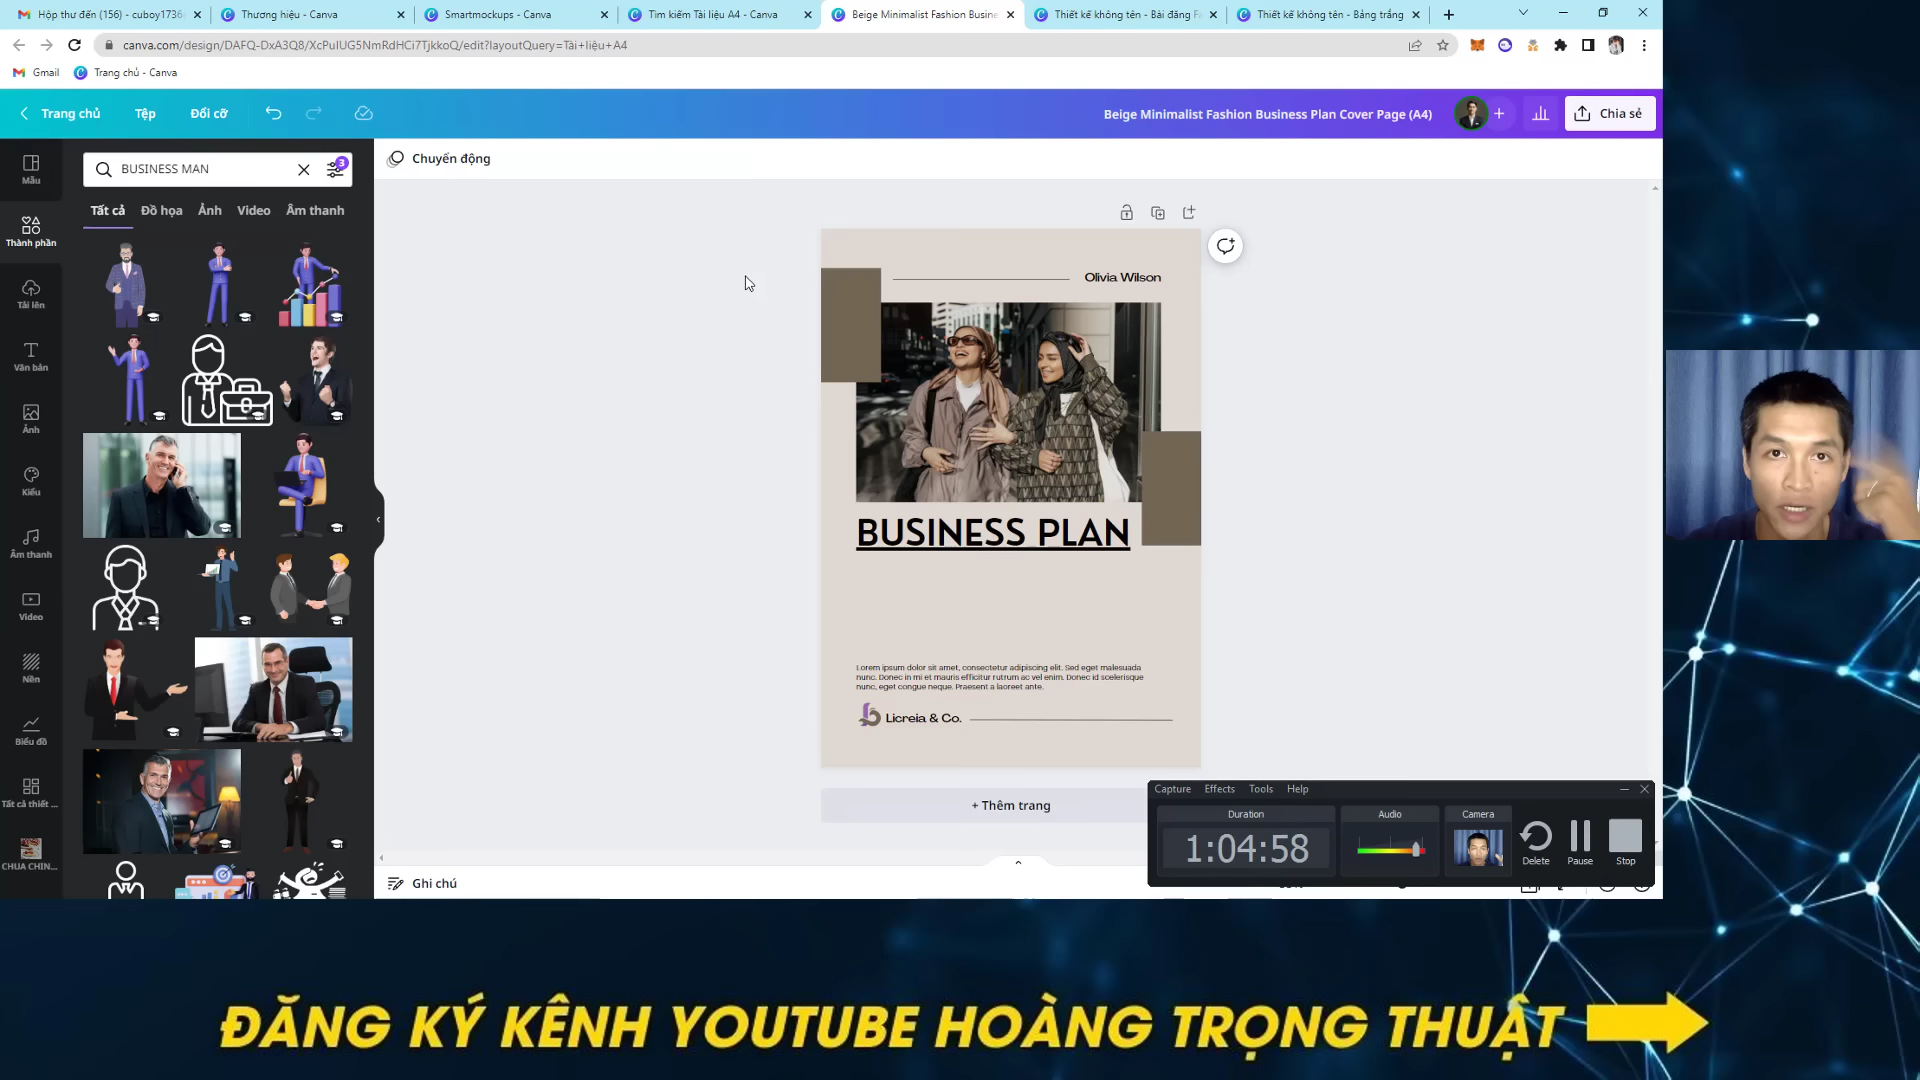 Hộp thư đến (156) - cuboy1736
Thương hiệu - Canva
Smartmockups - Canva
Tìm kiếm Tài liệu A4 - Canva
Beige Minimalist Fashion Busine
Thiết kế không tên - Bài đăng F
Thiết kế không tên - Bảng trắng
canva.com/design/DAFQ-DxA3Q8/XcPuIUG5NmRdHCi7TjkkoQ/edit?layoutQuery=Tài+liệu+A4
Gmail
Trang chủ - Canva
Trang chủ
Tệp
Đổi cỡ
Beige Minimalist Fashion Business Plan Cover Page (A4)
Chia sẻ
Mẫu
Thành phần
Tải lên
Văn bản
Ảnh
Kiểu
Âm thanh
Video
Nền
Biểu đồ
Tất cả thiết ...
CHUA CHIN...
BUSINESS MAN
3
Tất cả
Đồ họa
Ảnh
Video
Âm thanh
Chuyển động
Olivia Wilson
BUSINESS PLAN
Lorem ipsum dolor sit amet, consectetur adipiscing elit. Sed eget malesuada
nunc. Donec in mi et mauris efficitur rutrum ac vel enim. Donec id scelerisque
nunc, eget congue neque. Praesent a laoreet ante.
Licreia & Co.
+ Thêm trang
Ghi chú
Capture
Effects
Tools
Help
Duration
1:04:58
Audio
Camera
Delete
Pause
Stop
ĐĂNG KÝ KÊNH YOUTUBE HOÀNG TRỌNG THUẬT